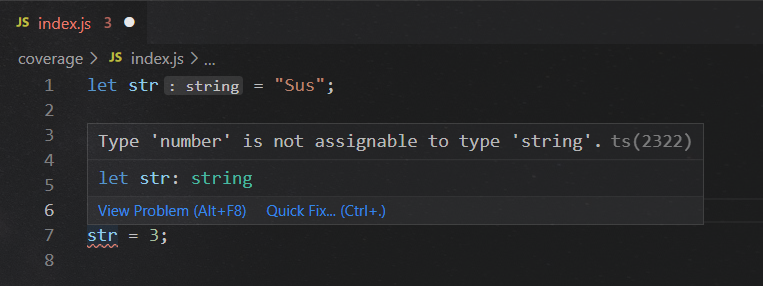 JS index.js 3
coverage > JS index.js > ...
1 let str : string = "Sus";
2
3
Type 'number' is not assignable to type 'string'. ts(2322)
4
5 let str: string
6 View Problem (Alt+F8) Quick Fix... (Ctrl+.)
7 str = 3;
8